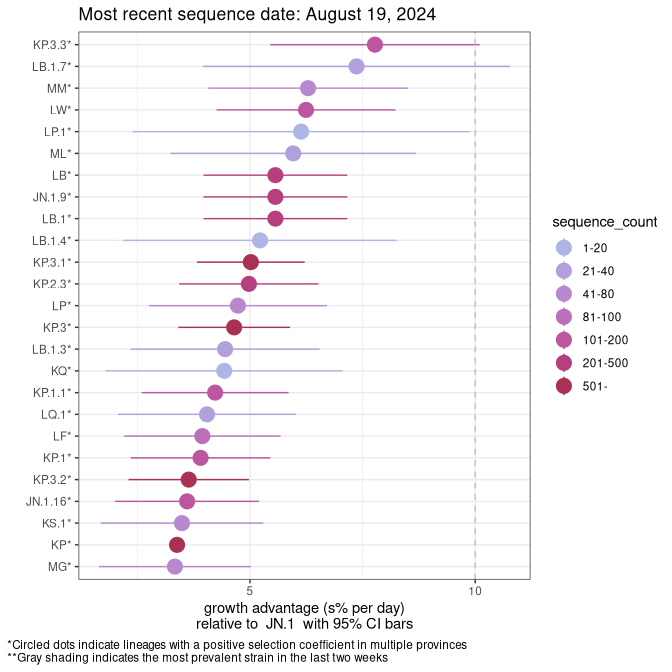 Most recent sequence date: August 19, 2024
KP.3.3*
LB.1.7*
MM*
LW*
LP.1*
ML*
LB*
JN.1.9*
LB.1*
LB.1.4*
KP.3.1*
KP.2.3*
LP*
KP.3*
LB.1.3*
KQ*
KP.1.1*
LQ.1*
LF*
KP.1*
KP.3.2*
JN.1.16*
KS.1*
KP*
MG*
5 10
growth advantage (s% per day)
relative to JN.1 with 95% CI bars
sequence_count
1-20
21-40
41-80
81-100
101-200
201-500
501-
*Circled dots indicate lineages with a positive selection coefficient in multiple provinces
**Gray shading indicates the most prevalent strain in the last two weeks